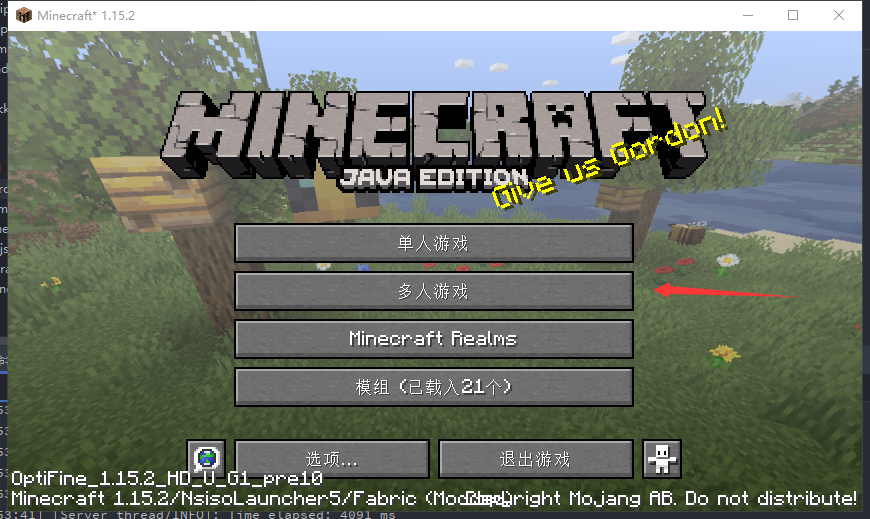 Minecraft* 1.15.2
MINECRAFT
JAVA EDITION
Give us Gordon!
单人游戏
多人游戏
Minecraft Realms
模组 (已载入21个)
选项...
退出游戏
OptiFine_1.15.2_HD_U_G1_pre10
Minecraft 1.15.2/NsisoLauncher5/Fabric
Mojang AB. Do not distribute!
[Server thread/INFO]: Time elapsed: 4091 ms